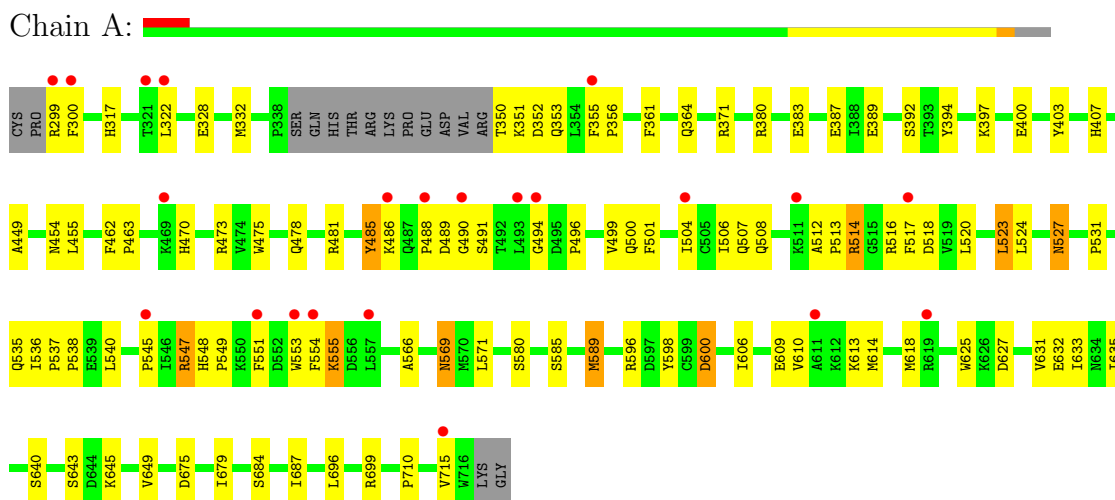 Chain A:
CYS PRO R299 F300 H317 T321 L322 E328 M332 P338 SER GLN HIS THR ARG LYS PRO GLU ASP VAL ARG T350 K351 D352 Q353 L354 F355 P356 F361 Q364 R371 R380 E383 E387 I388 E389 S392 T393 Y394 K397 E400 Y403 H407
A449 N454 L455 F462 P463 K469 H470 R473 V474 W475 Q478 R481 Y485 K486 Q487 P488 D489 G490 S491 T492 L493 G494 D495 P496 V499 Q500 F501 I504 C505 I506 Q507 Q508 K511 A512 P513 R514 G515 R516 F517 D518 V519 L520 L523 L524 N527 P531
Q535 I536 P537 P538 E539 L540 P545 I546 R547 H548 P549 K550 F551 D552 W553 F554 K555 D556 L557 A566 N569 M570 L571 S580 S585 M589 R596 D597 Y598 C599 D600 I606 E609 V610 A611 K612 K613 M614 M618 R619 W625 K626 D627 V631 E632 I633 N634
S640 S643 D644 K645 V649 D675 I679 S684 I687 L696 R699 P710 V715 W716 LYS GLY